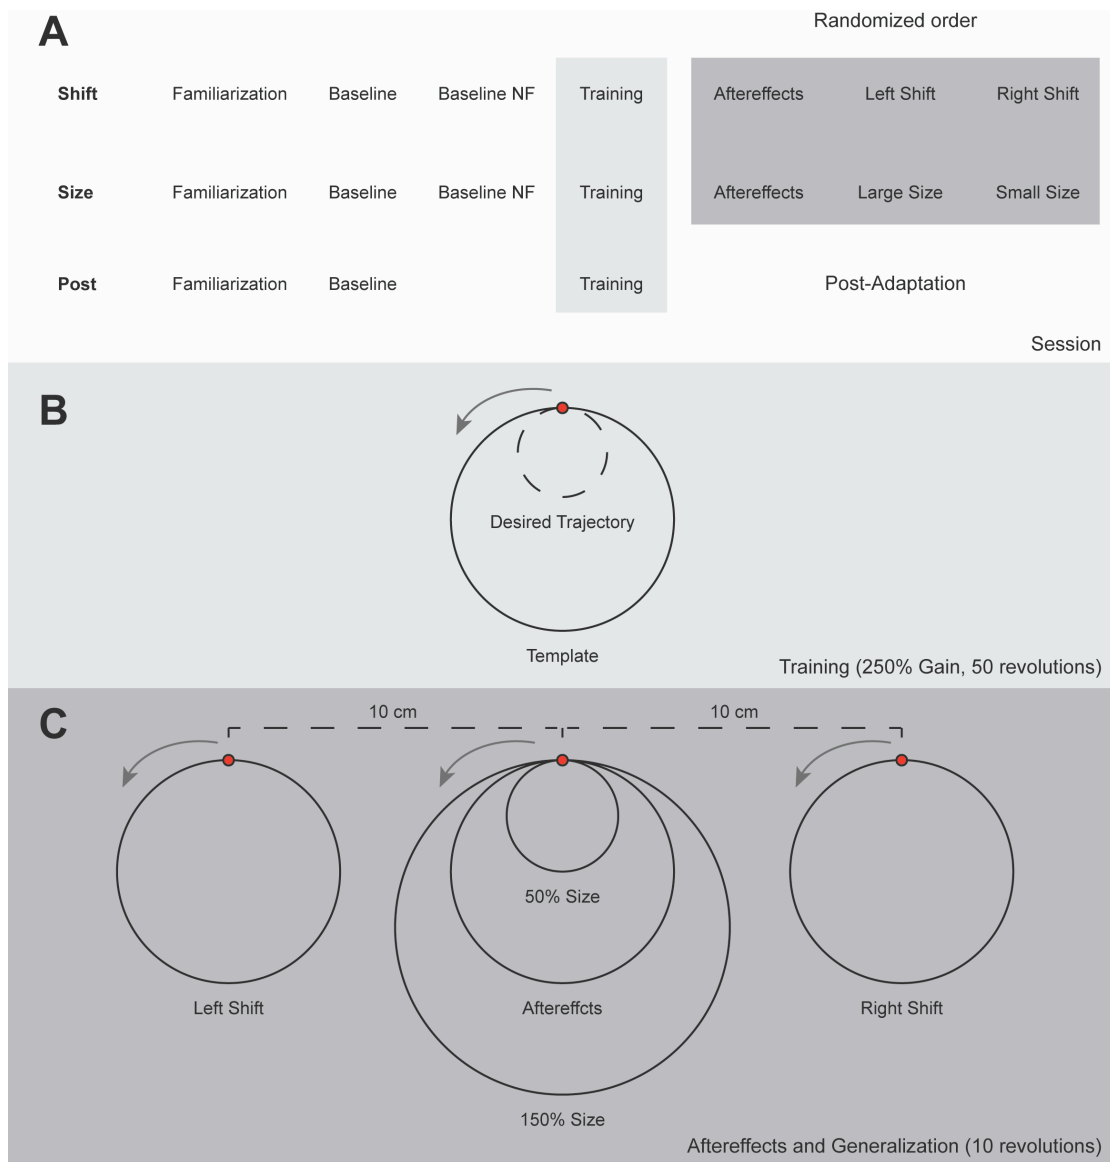 A
Randomized order
Shift Familiarization Baseline Baseline NF Training Aftereffects Left Shift Right Shift
Size Familiarization Baseline Baseline NF Training Aftereffects Large Size Small Size
Post Familiarization Baseline Training Post-Adaptation
Session
B
Desired Trajectory
Template
Training (250% Gain, 50 revolutions)
C
10 cm 10 cm
50% Size
Left Shift Aftereffcts Right Shift
150% Size
Aftereffects and Generalization (10 revolutions)